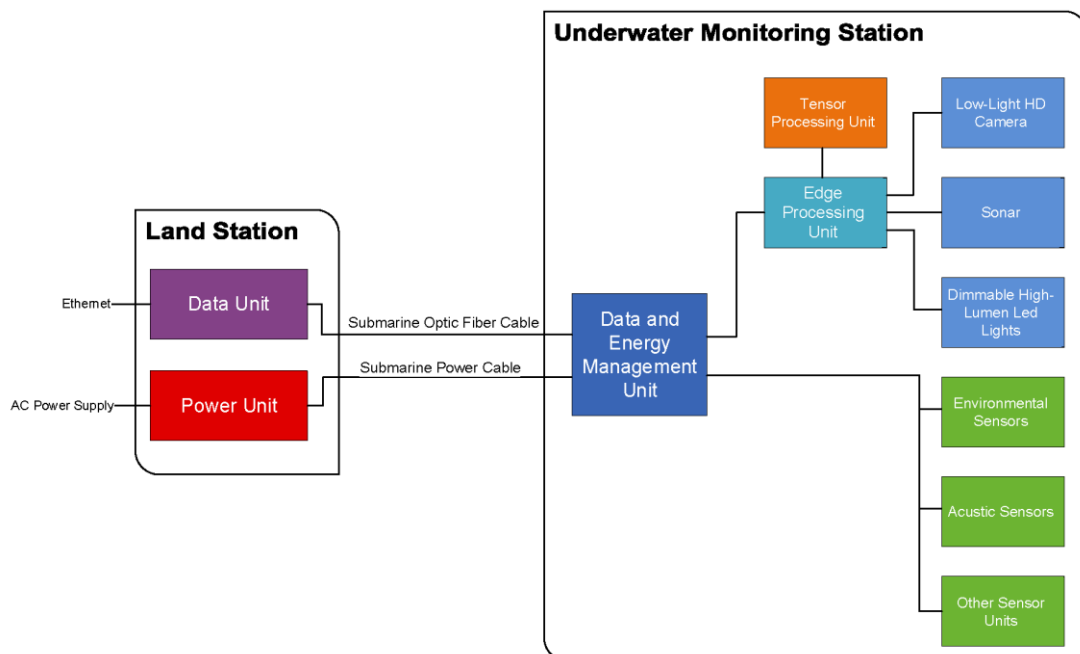 Underwater Monitoring Station
Tensor
Processing Unit
Low-Light HD
Camera
Edge
Processing
Unit
Sonar
Land Station
Dimmable High-
Lumen Led
Lights
Ethernet
Data Unit
Submarine Optic Fiber Cable
Data and
Energy
Management
Unit
Submarine Power Cable
AC Power Supply
Power Unit
Environmental
Sensors
Acustic Sensors
Other Sensor
Units